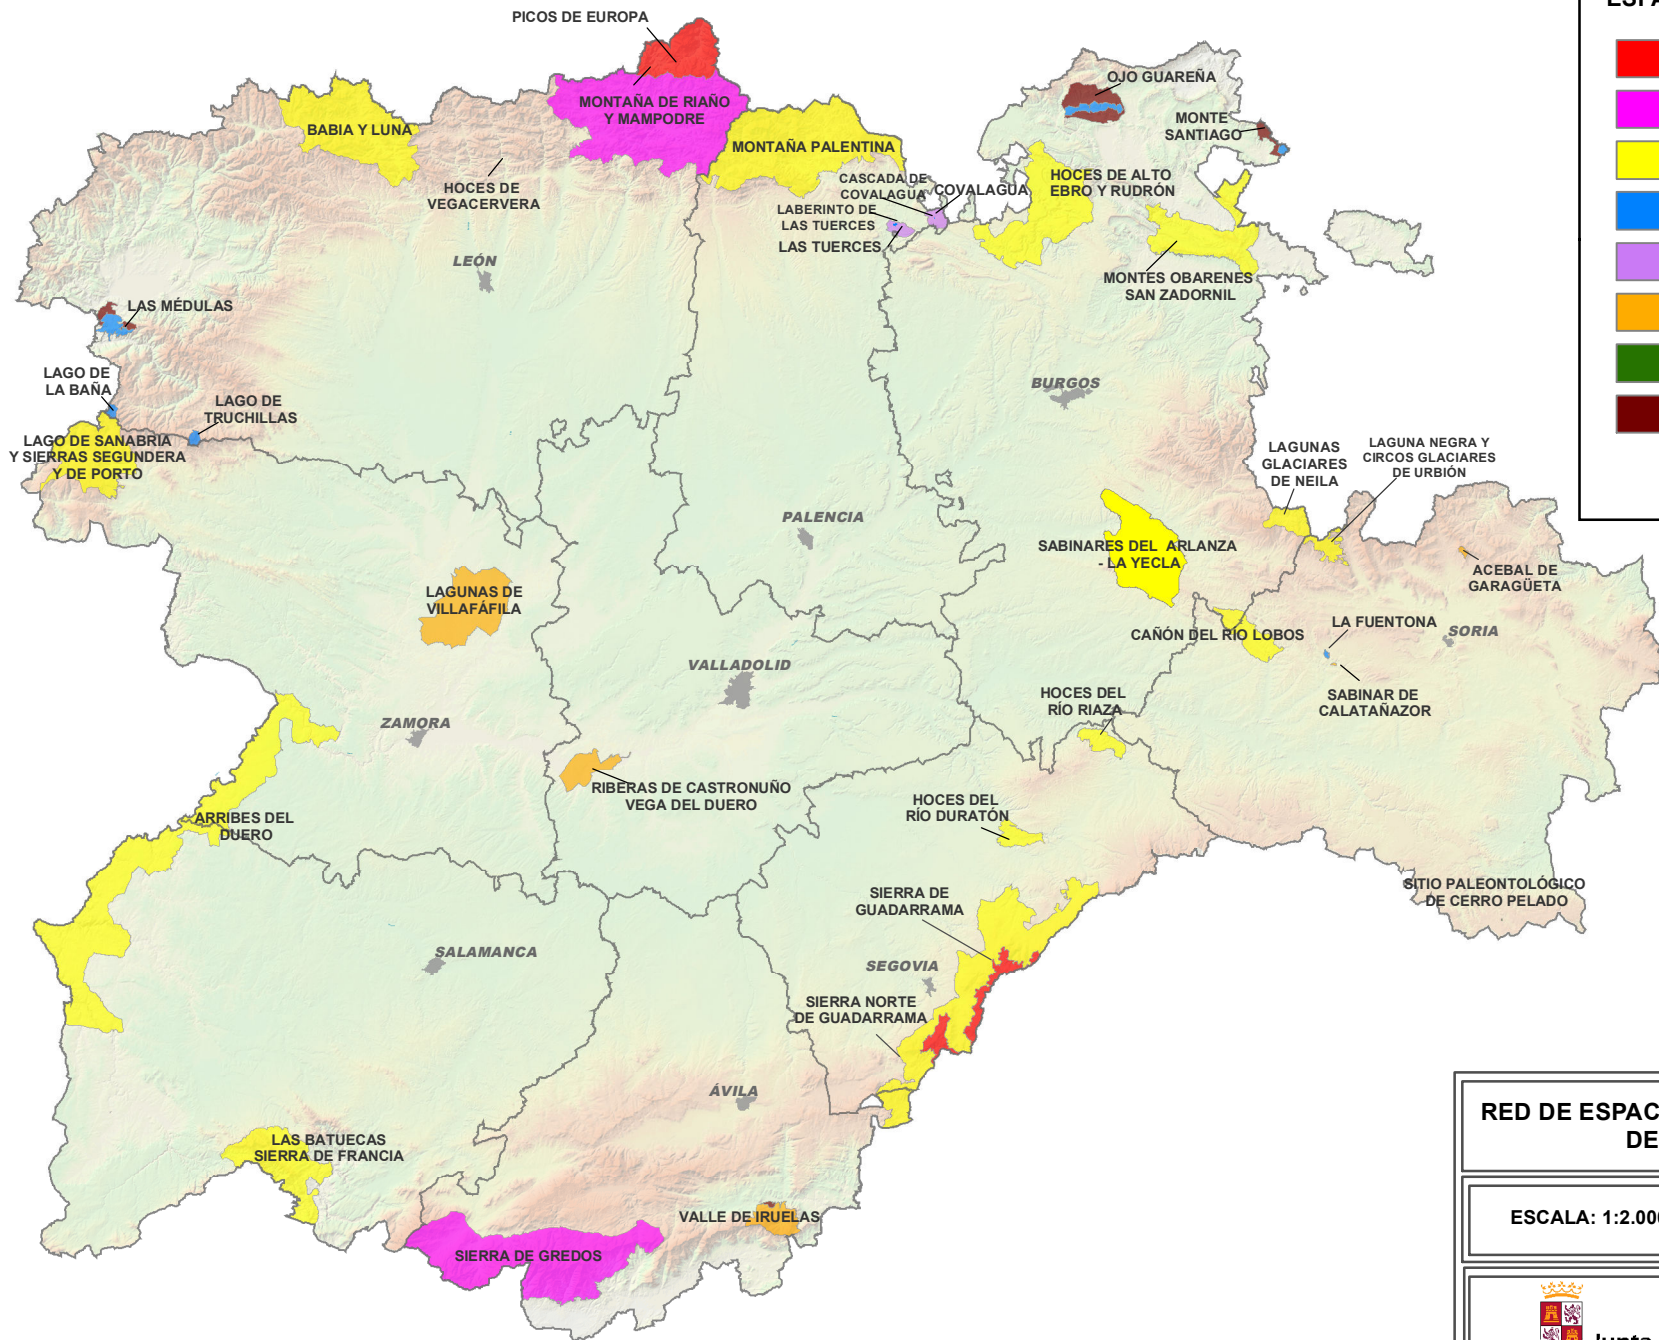 PICOS DE EUROPA
ESPA
OJO GUAREÑA
MONTAÑA DE RIAÑO
Y MAMPODRE
MONTE
SANTIAGO
BABIA Y LUNA
MONTAÑA PALENTINA
HOCES DE
VEGACERVERA
CASCADA DE
COVALAGUA
COVALAGUA
HOCES DE ALTO
EBRO Y RUDRÓN
LABERINTO DE
LAS TUERCES
LAS TUERCES
LEÓN
MONTES OBARENES
SAN ZADORNIL
LAS MÉDULAS
LAGO DE
LA BAÑA
LAGO DE
TRUCHILLAS
BURGOS
LAGO DE SANABRIA
Y SIERRAS SEGUNDERA
Y DE PORTO
LAGUNAS
GLACIARES
DE NEILA
LAGUNA NEGRA Y
CIRCOS GLACIARES
DE URBIÓN
PALENCIA
SABINARES DEL ARLANZA
- LA YECLA
ACEBAL DE
GARAGÜETA
LAGUNAS DE
VILLAFÁFILA
CAÑÓN DEL RÍO LOBOS
LA FUENTONA
SORIA
VALLADOLID
SABINAR DE
CALATAÑAZOR
HOCES DEL
RÍO RIAZA
ZAMORA
RIBERAS DE CASTRONUÑO
VEGA DEL DUERO
HOCES DEL
RÍO DURATÓN
ARRIBES DEL
DUERO
SIERRA DE
GUADARRAMA
SITIO PALEONTOLÓGICO
DE CERRO PELADO
SALAMANCA
SEGOVIA
SIERRA NORTE
DE GUADARRAMA
ÁVILA
LAS BATUECAS
SIERRA DE FRANCIA
VALLE DE IRUELAS
SIERRA DE GREDOS
RED DE ESPAC
DE
ESCALA: 1:2.000
Junta